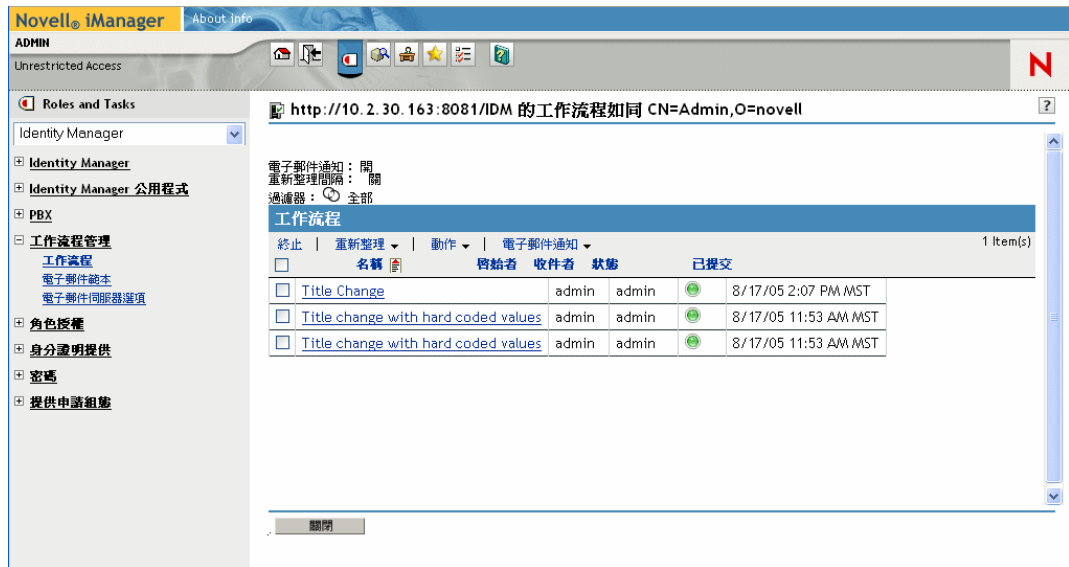 Novell® iManager
About info
ADMIN
Unrestricted Access
N
Roles and Tasks
Identity Manager
Identity Manager
Identity Manager 公用程式
PBX
工作流程管理
工作流程
電子郵件範本
電子郵件伺服器選項
角色授權
身分證明提供
密碼
提供申請組態
http://10.2.30.163:8081/IDM 的工作流程如同 CN=Admin,O=novell
?
電子郵件通知: 開
重新整理間隔: 關
過濾器: 全部
工作流程
終止 | 重新整理 | 動作 | 電子郵件通知 1 Item(s)
名稱 啓始者 收件者 狀態 已提交
Title Change admin admin 8/17/05 2:07 PM MST
Title change with hard coded values admin admin 8/17/05 11:53 AM MST
Title change with hard coded values admin admin 8/17/05 11:53 AM MST
關閉